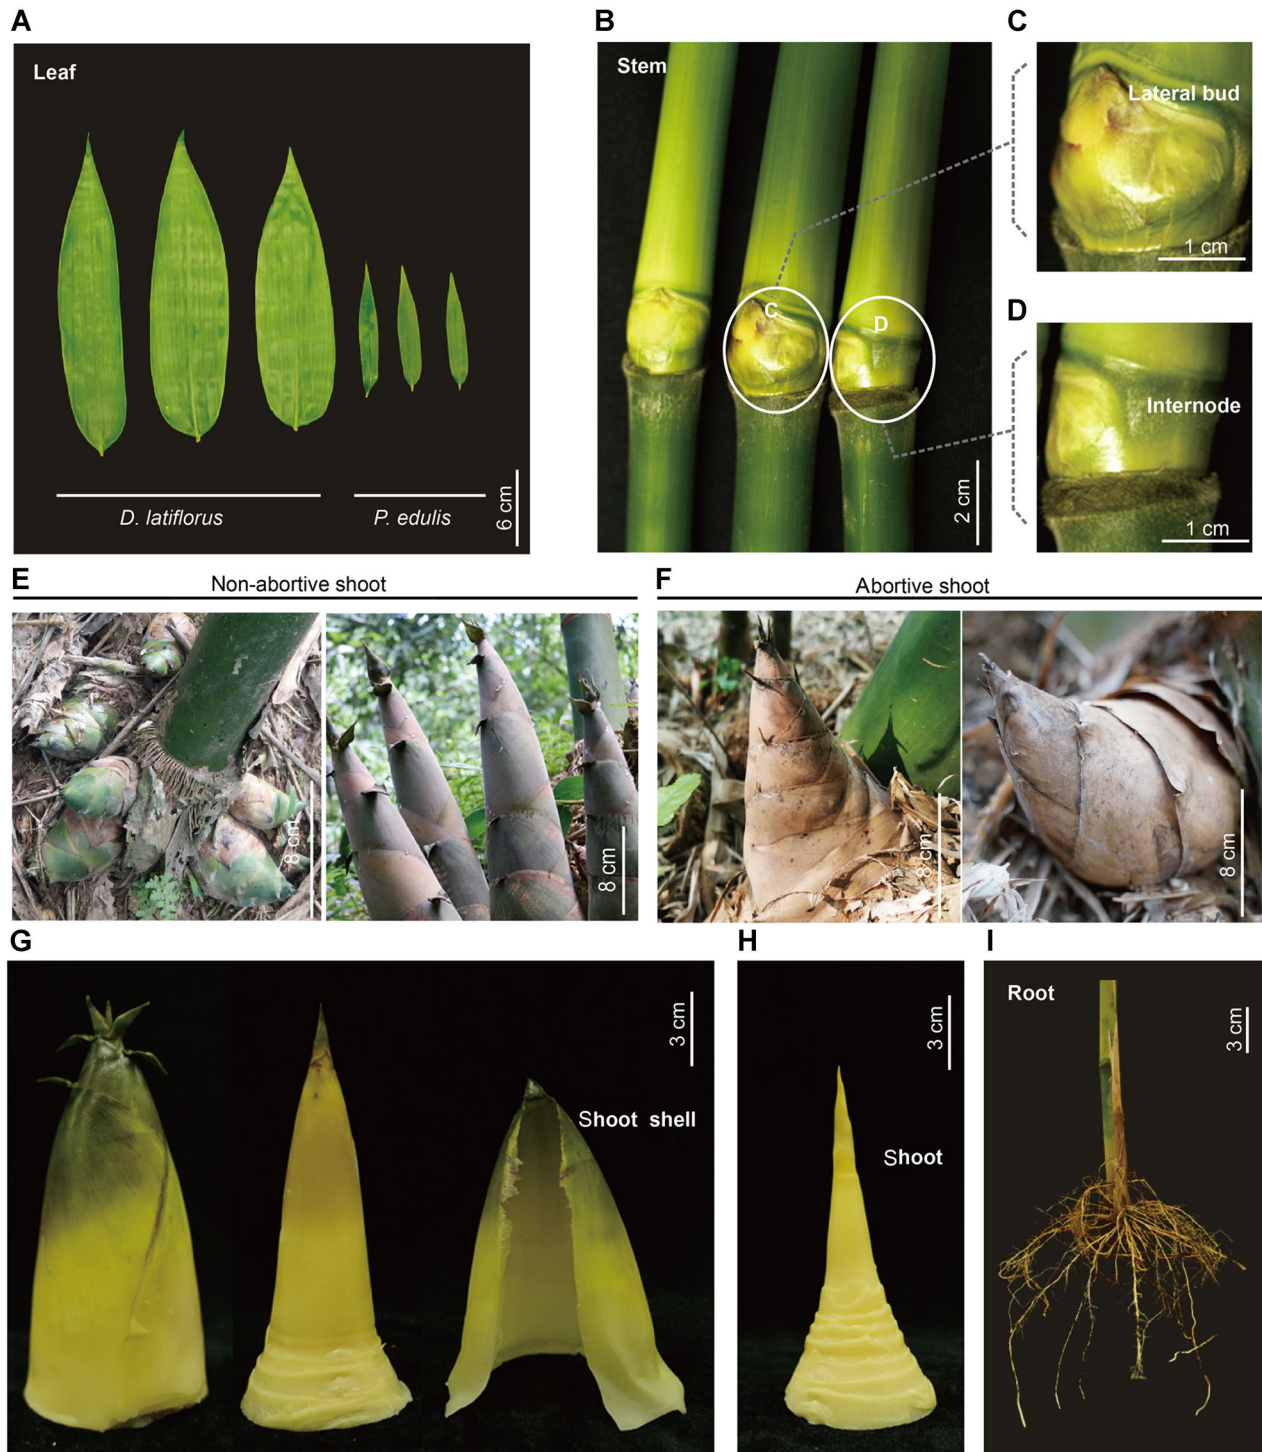 A
Leaf
D. latiflorus
P. edulis
6 cm
B
Stem
C
D
2 cm
C
Lateral bud
1 cm
D
Internode
1 cm
E
Non-abortive shoot
8 cm
8 cm
F
Abortive shoot
8 cm
8 cm
G
3 cm
Shoot shell
H
3 cm
Shoot
I
Root
3 cm